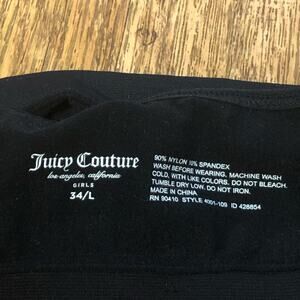 Juicy Couture
los angeles, california
GIRLS
34/L
90% NYLON 10% SPANDEX
WASH BEFORE WEARING. MACHINE WASH
COLD, WITH LIKE COLORS. DO NOT BLEACH.
TUMBLE DRY LOW. DO NOT IRON.
MADE IN CHINA
RN 90410 STYLE 4001-109 ID 428854